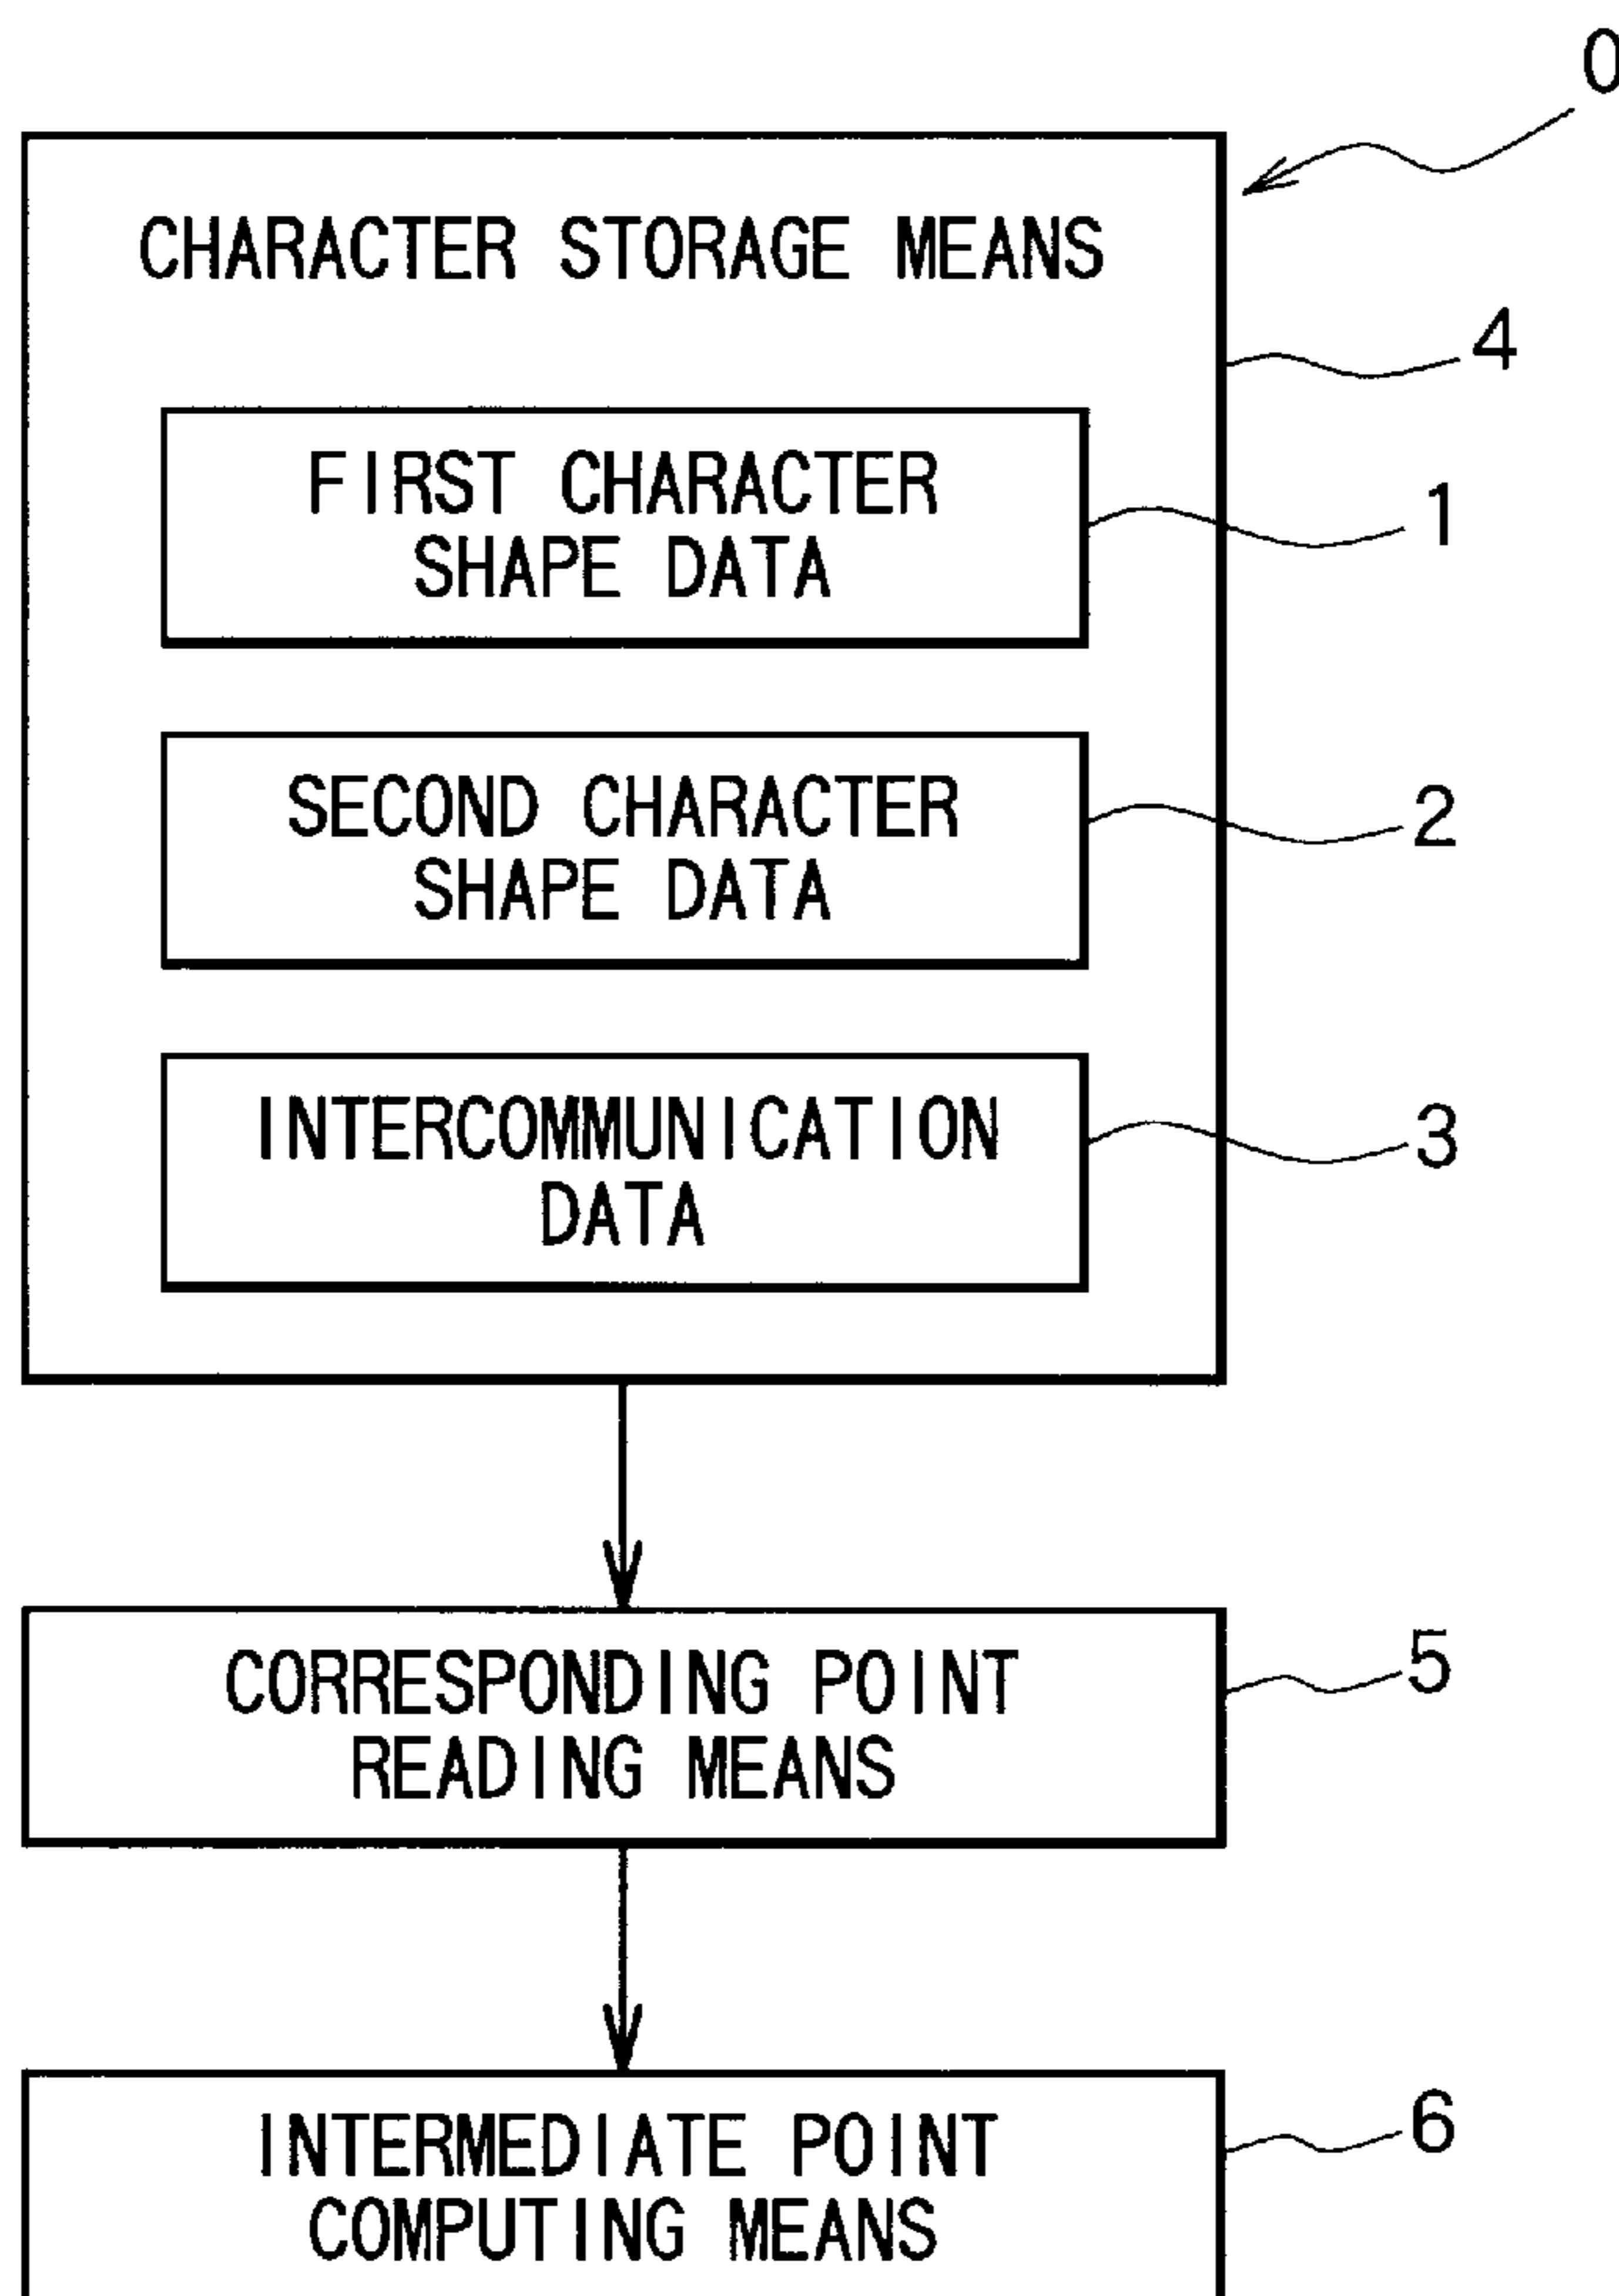 0
CHARACTER STORAGE MEANS
4
FIRST CHARACTER
SHAPE DATA
1
SECOND CHARACTER
SHAPE DATA
2
INTERCOMMUNICATION
DATA
3
CORRESPONDING POINT
READING MEANS
5
INTERMEDIATE POINT
COMPUTING MEANS
6